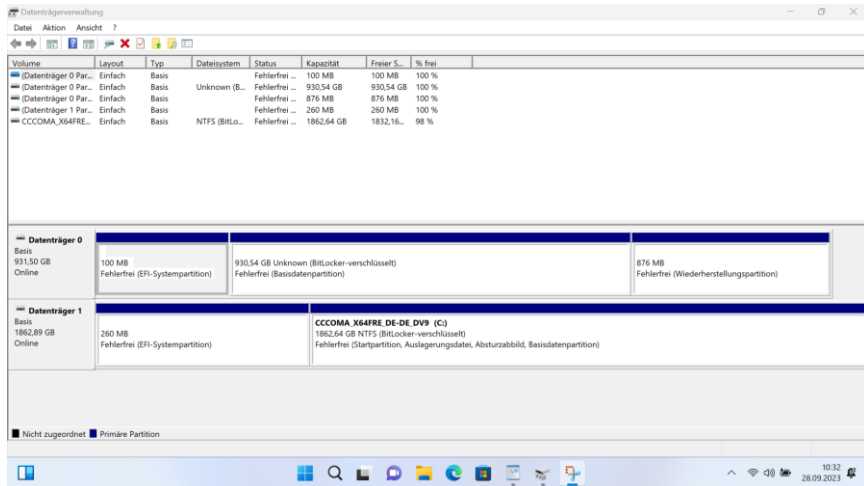 Datenträgerverwaltung
Datei Aktion Ansicht ?
Volume Layout Typ Dateisystem Status Kapazität Freier S... % frei
(Datenträger 0 Par... Einfach Basis Fehlerfrei ... 100 MB 100 MB 100 %
(Datenträger 0 Par... Einfach Basis Unknown (B... Fehlerfrei ... 930,54 GB 930,54 GB 100 %
(Datenträger 0 Par... Einfach Basis Fehlerfrei ... 876 MB 876 MB 100 %
(Datenträger 1 Par... Einfach Basis Fehlerfrei ... 260 MB 260 MB 100 %
CCCOMA_X64FRE... Einfach Basis NTFS (BitLo... Fehlerfrei ... 1862,64 GB 1832,16... 98 %
Datenträger 0
Basis
931,50 GB
Online
100 MB
Fehlerfrei (EFI-Systempartition)
930,54 GB Unknown (BitLocker-verschlüsselt)
Fehlerfrei (Basisdatenpartition)
876 MB
Fehlerfrei (Wiederherstellungspartition)
Datenträger 1
Basis
1862,89 GB
Online
260 MB
Fehlerfrei (EFI-Systempartition)
CCCOMA_X64FRE_DE-DE_DV9 (C:)
1862,64 GB NTFS (BitLocker-verschlüsselt)
Fehlerfrei (Startpartition, Auslagerungsdatei, Absturzabbild, Basisdatenpartition)
Nicht zugeordnet Primäre Partition
10:32
28.09.2023